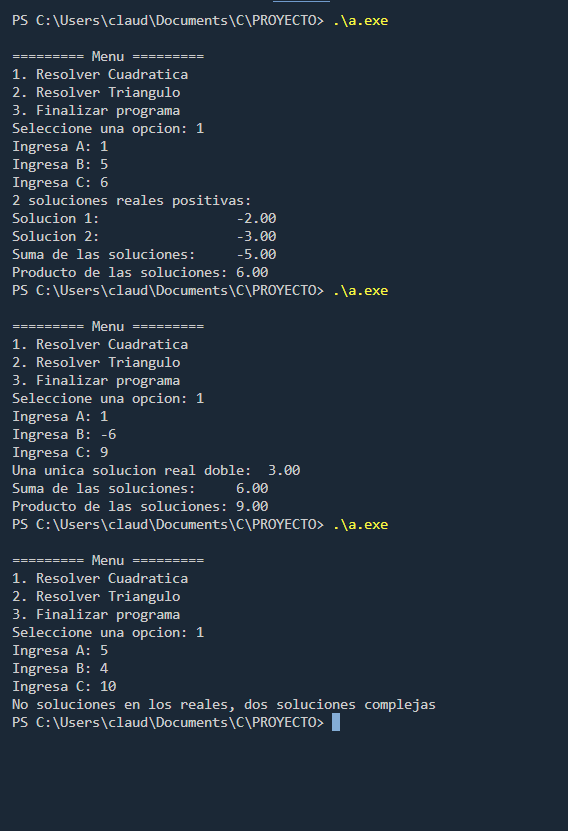 PS C:\Users\claud\Documents\C\PROYECTO> .\a.exe
========= Menu =========
1. Resolver Cuadratica
2. Resolver Triangulo
3. Finalizar programa
Seleccione una opcion: 1
Ingresa A: 1
Ingresa B: 5
Ingresa C: 6
2 soluciones reales positivas:
Solucion 1:                 -2.00
Solucion 2:                 -3.00
Suma de las soluciones:     -5.00
Producto de las soluciones: 6.00
PS C:\Users\claud\Documents\C\PROYECTO> .\a.exe
========= Menu =========
1. Resolver Cuadratica
2. Resolver Triangulo
3. Finalizar programa
Seleccione una opcion: 1
Ingresa A: 1
Ingresa B: -6
Ingresa C: 9
Una unica solucion real doble:  3.00
Suma de las soluciones:     6.00
Producto de las soluciones: 9.00
PS C:\Users\claud\Documents\C\PROYECTO> .\a.exe
========= Menu =========
1. Resolver Cuadratica
2. Resolver Triangulo
3. Finalizar programa
Seleccione una opcion: 1
Ingresa A: 5
Ingresa B: 4
Ingresa C: 10
No soluciones en los reales, dos soluciones complejas
PS C:\Users\claud\Documents\C\PROYECTO>